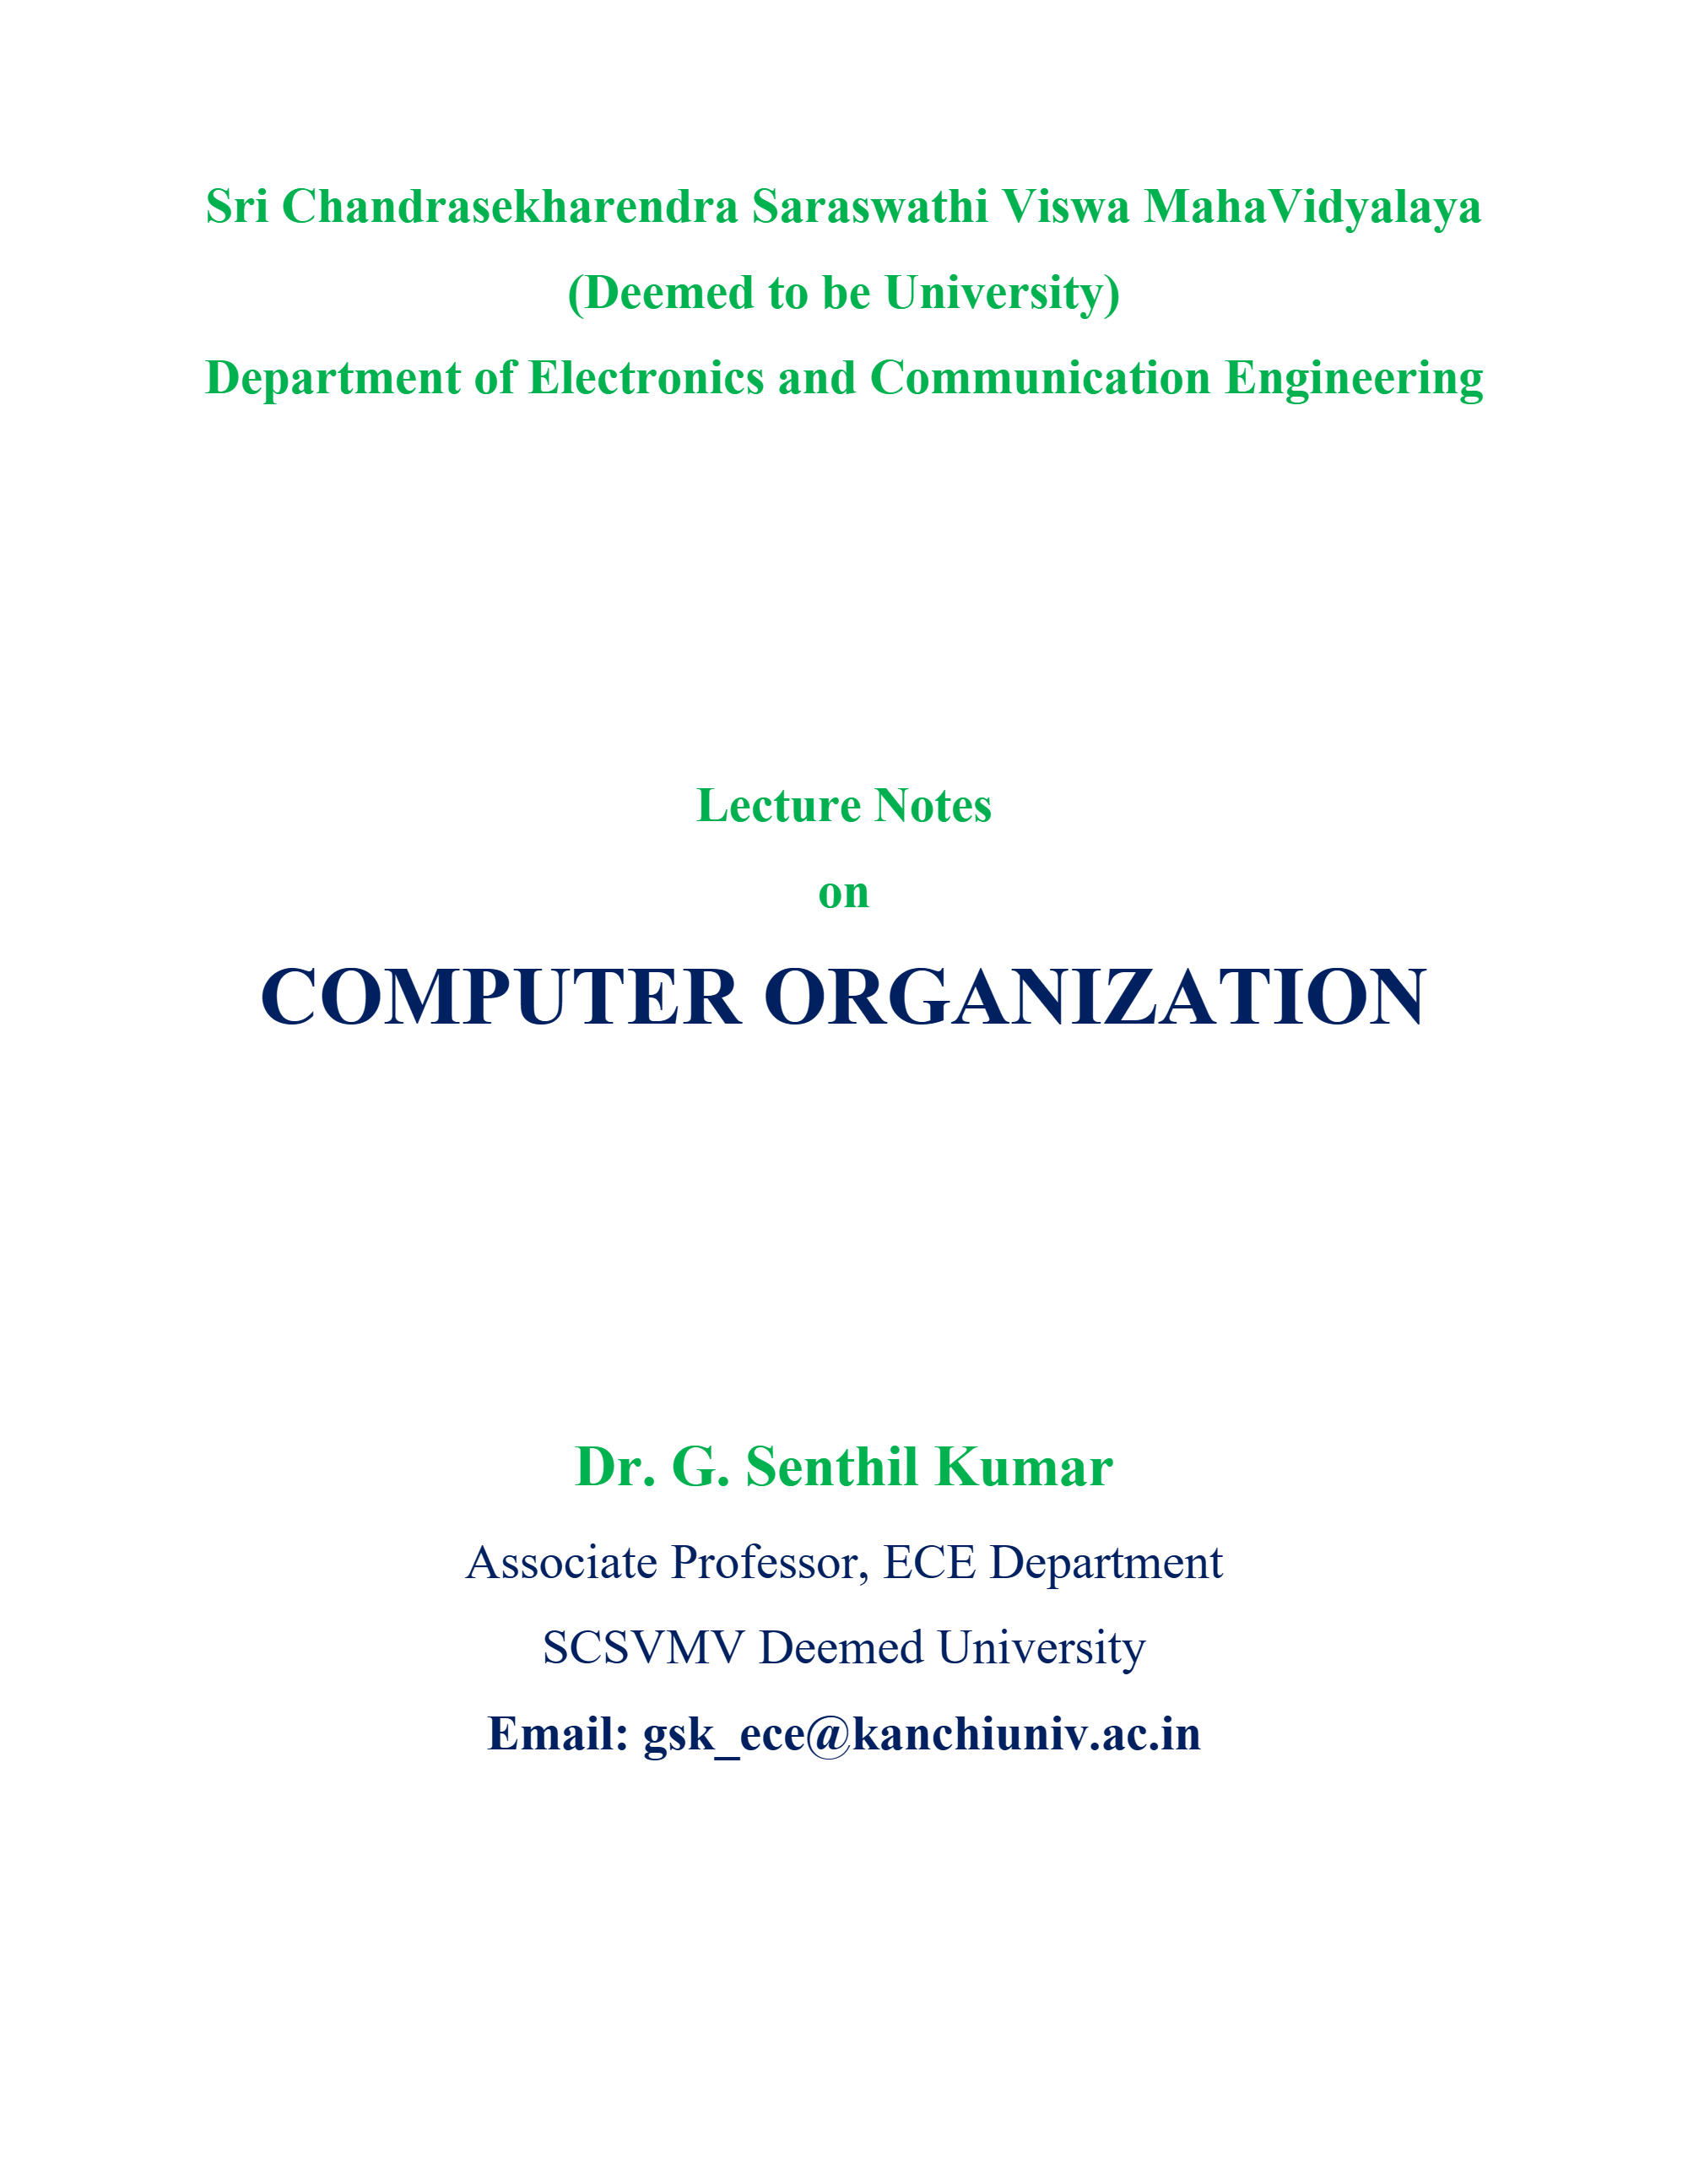 Sri Chandrasekharendra Saraswathi Viswa MahaVidyalaya
(Deemed to be University)
Department of Electronics and Communication Engineering
Lecture Notes
on
COMPUTER ORGANIZATION
Dr. G. Senthil Kumar
Associate Professor, ECE Department
SCSVMV Deemed University
Email: gsk_ece@kanchiuniv.ac.in